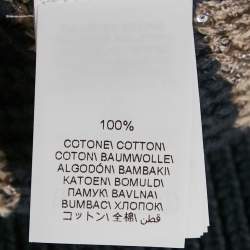 100%
COTONE\ COTTON\
COTON\ BAUMWOLLE\
ALGODÓN\ BAMBAKI\
KATOEN\ BOMULD\
ПАМУК\ BAVLNA\
BUMBAC\ ХЛОПОК\
コットン\ 全棉\ قطن